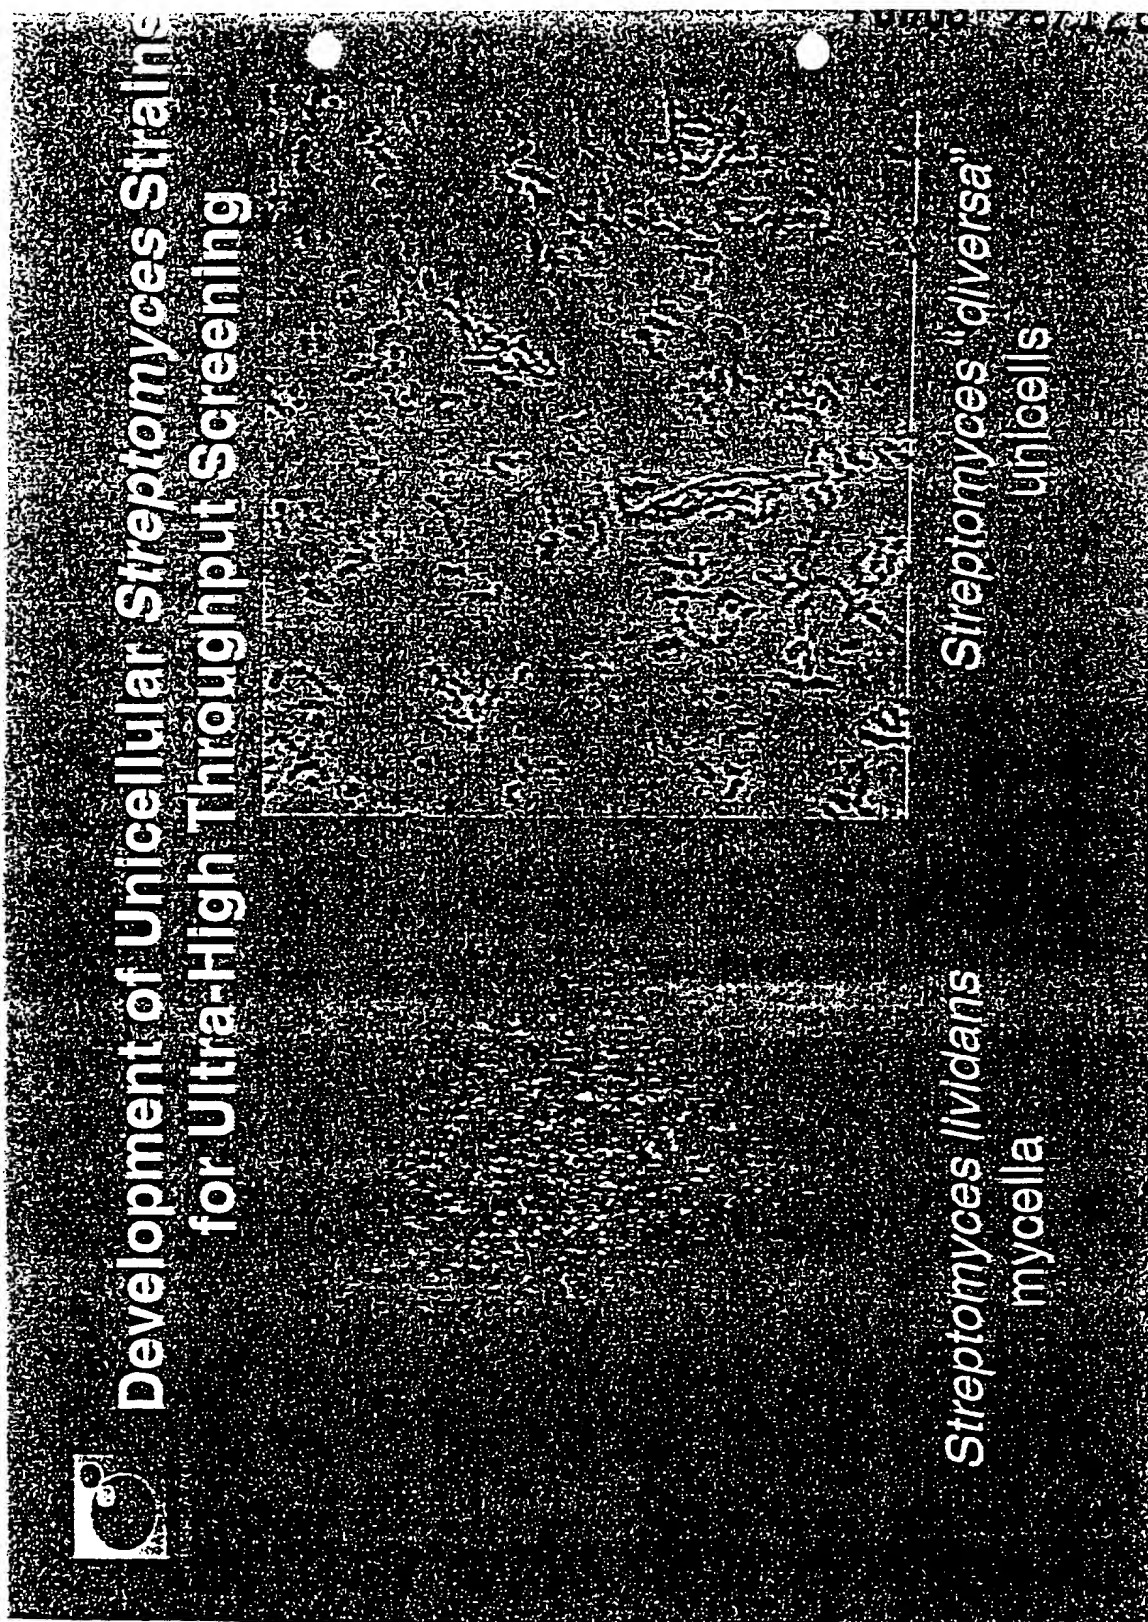 Development of Unicellular Streptomyces Strains
for Ultra-High Throughput Screening
Streptomyces lividans
mycella
Streptomyces "diversa"
unicells